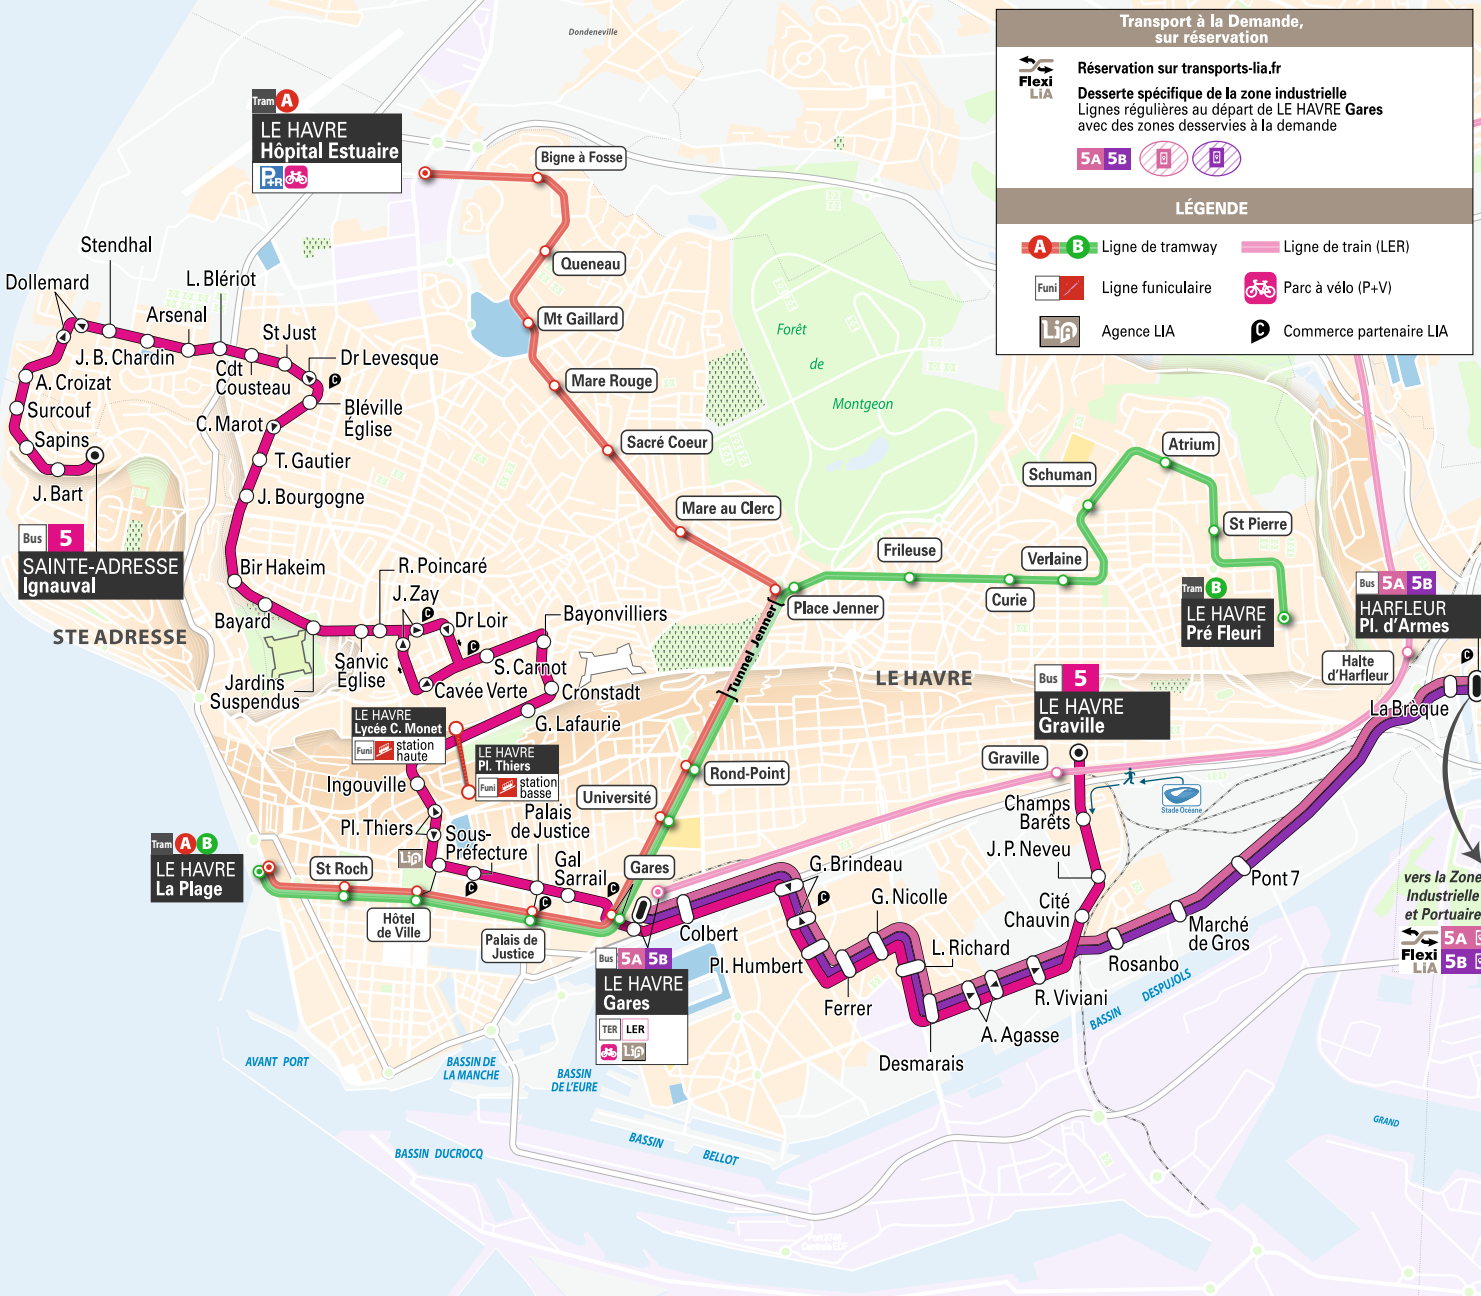 Dondeneville
Transport à la Demande,
sur réservation
Flexi
LiA
Réservation sur transports-lia.fr
Desserte spécifique de la zone industrielle
Lignes régulières au départ de LE HAVRE Gares
avec des zones desservies à la demande
5A 5B
LÉGENDE
A B Ligne de tramway
Ligne de train (LER)
Funi Ligne funiculaire
Parc à vélo (P+V)
LiA Agence LIA
C Commerce partenaire LIA
Tram A
LE HAVRE
Hôpital Estuaire
P+R
Bigne à Fosse
Queneau
Mt Gaillard
Mare Rouge
Sacré Coeur
Mare au Clerc
Forêt
de
Montgeon
Stendhal
Dollemard
L. Blériot
Arsenal
St Just
J. B. Chardin
Dr Levesque
C
Cdt
Cousteau
A. Croizat
Surcouf
Bléville
Église
C. Marot
Sapins
T. Gautier
J. Bart
J. Bourgogne
Bus 5
SAINTE-ADRESSE
Ignauval
Bir Hakeim
R. Poincaré
J. Zay
C
Bayard
Dr Loir
C
Bayonvilliers
STE ADRESSE
Sanvic
Église
S. Carnot
Jardins
Suspendus
Cavée Verte
Cronstadt
G. Lafaurie
Atrium
Schuman
St Pierre
Frileuse
Verlaine
Curie
Place Jenner
Tunnel Jenner
Tram B
LE HAVRE
Pré Fleuri
Bus 5A 5B
HARFLEUR
Pl. d'Armes
C
Halte
d'Harfleur
La Brèque
LE HAVRE
Bus 5
LE HAVRE
Graville
Graville
LE HAVRE
Lycée C. Monet
Funi station
haute
LE HAVRE
Pl. Thiers
Funi station
basse
Ingouville
Pl. Thiers
Sous-
Préfecture
Palais
de Justice
Gal
Sarrail
LiA
C
C
C
Rond-Point
Université
Gares
Tram A B
LE HAVRE
La Plage
St Roch
Hôtel
de Ville
Palais de
Justice
Bus 5A 5B
LE HAVRE
Gares
TER LER
LiA
Colbert
G. Brindeau
C
Pl. Humbert
G. Nicolle
Ferrer
L. Richard
Desmarais
A. Agasse
R. Viviani
Champs
Barêts
Stade Océane
J. P. Neveu
Cité
Chauvin
Rosanbo
Marché
de Gros
Pont 7
vers la Zone
Industrielle
et Portuaire
Flexi
LiA
5A
5B
BASSIN DESPUJOLS
AVANT PORT
BASSIN DE
LA MANCHE
BASSIN
DE L'EURE
BASSIN DUCROCQ
BASSIN BELLOT
GRAND